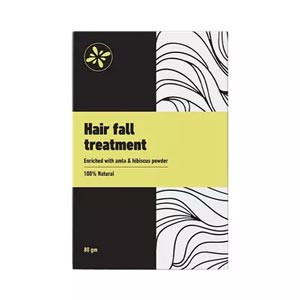 Hair fall
treatment
Enriched with amla & hibiscus powder
100% Natural
80 gm